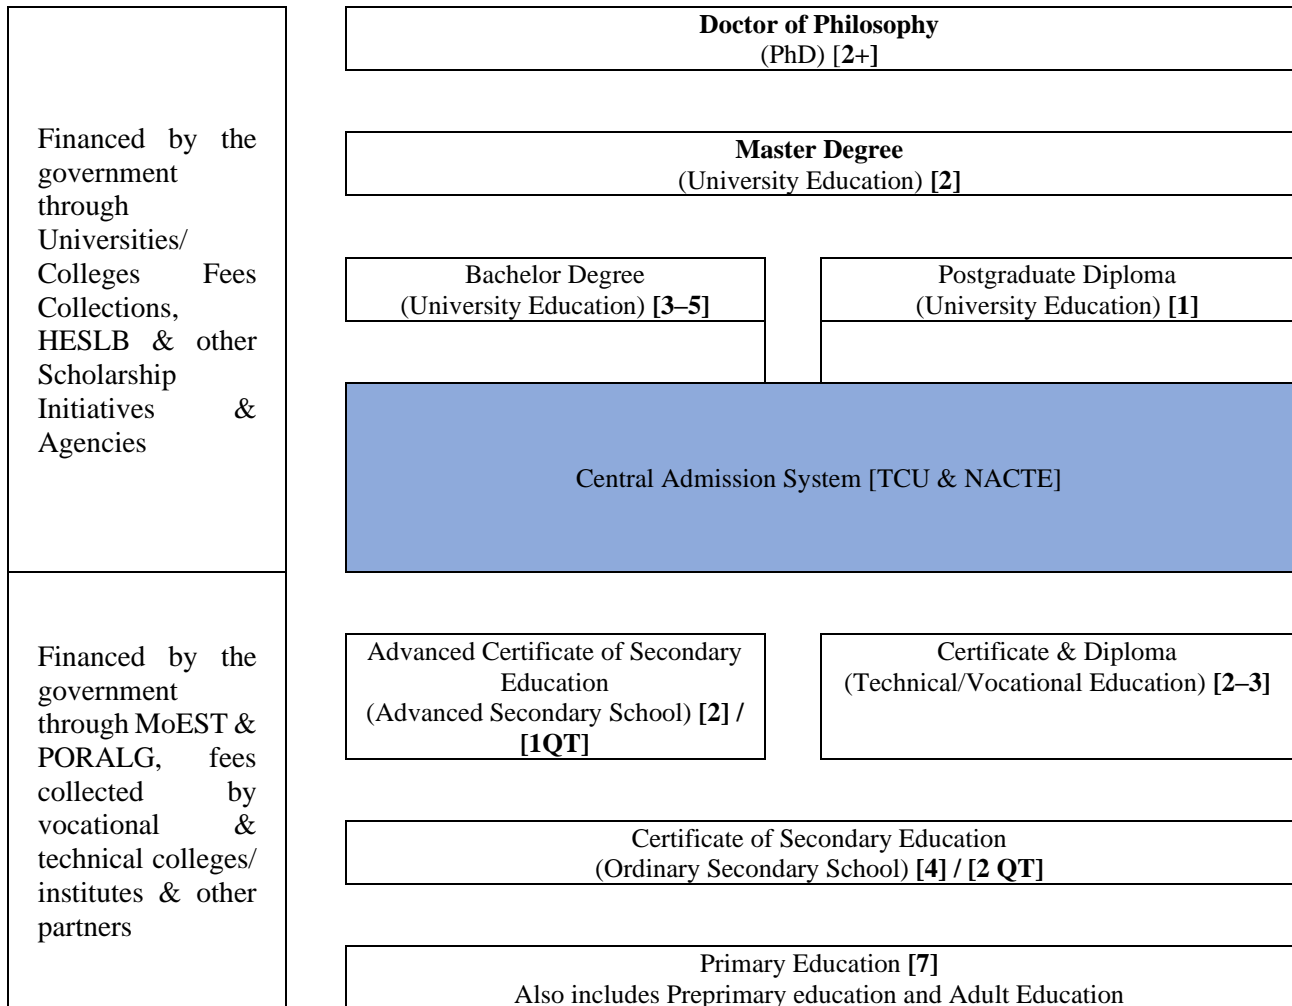 Financed by the
government
through
Universities/
Colleges Fees
Collections,
HESLB & other
Scholarship
Initiatives &
Agencies
Doctor of Philosophy
(PhD) [2+]
Master Degree
(University Education) [2]
Bachelor Degree
(University Education) [3–5]
Postgraduate Diploma
(University Education) [1]
Central Admission System [TCU & NACTE]
Financed by the
government
through MoEST &
PORALG, fees
collected by
vocational &
technical colleges/
institutes & other
partners
Advanced Certificate of Secondary
Education
(Advanced Secondary School) [2] /
[1QT]
Certificate & Diploma
(Technical/Vocational Education) [2–3]
Certificate of Secondary Education
(Ordinary Secondary School) [4] / [2 QT]
Primary Education [7]
Also includes Preprimary education and Adult Education